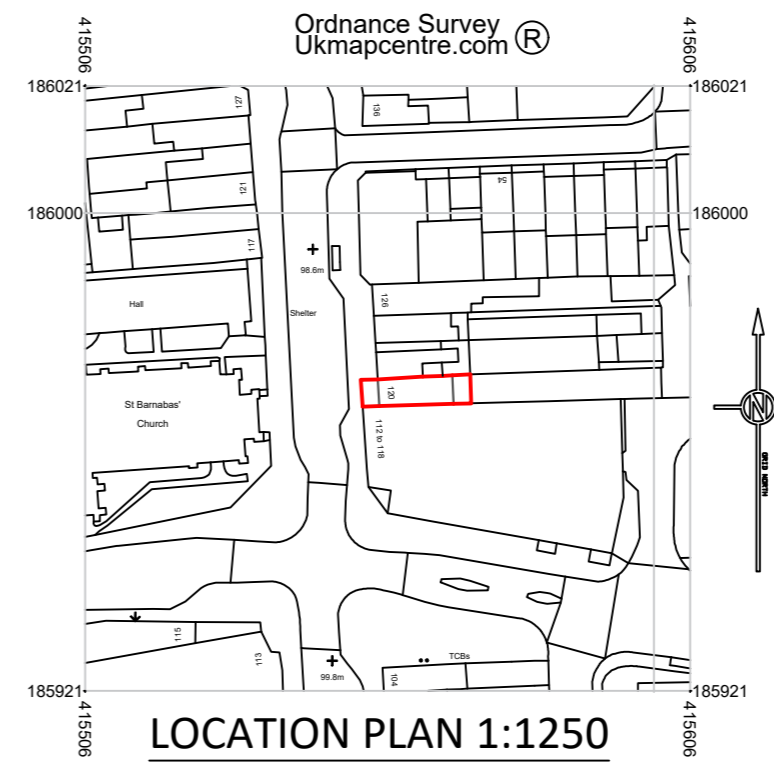 Ordnance Survey
Ukmapcentre.com ®
415506
415606
186021
186021
127
136
121
54
186000
186000
117
98.6m
Hall
Shelter
126
St Barnabas'
Church
120
112 to 118
GRID NORTH
N
115
113
TCBs
99.8m
104
185921
185921
415506
415606
LOCATION PLAN 1:1250